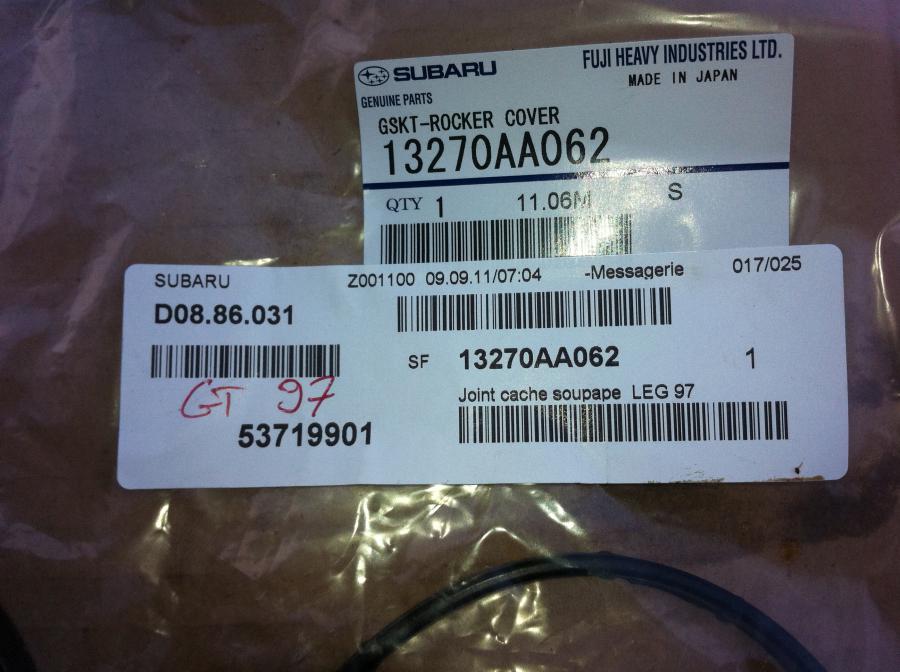 SUBARU
FUJI HEAVY INDUSTRIES LTD.
MADE IN JAPAN
GENUINE PARTS
GSKT-ROCKER COVER
13270AA062
QTY 1 11.06M S
SUBARU Z001100 09.09.11/07:04 -Messagerie 017/025
D08.86.031
SF 13270AA062 1
GT 97
Joint cache soupape LEG 97
53719901